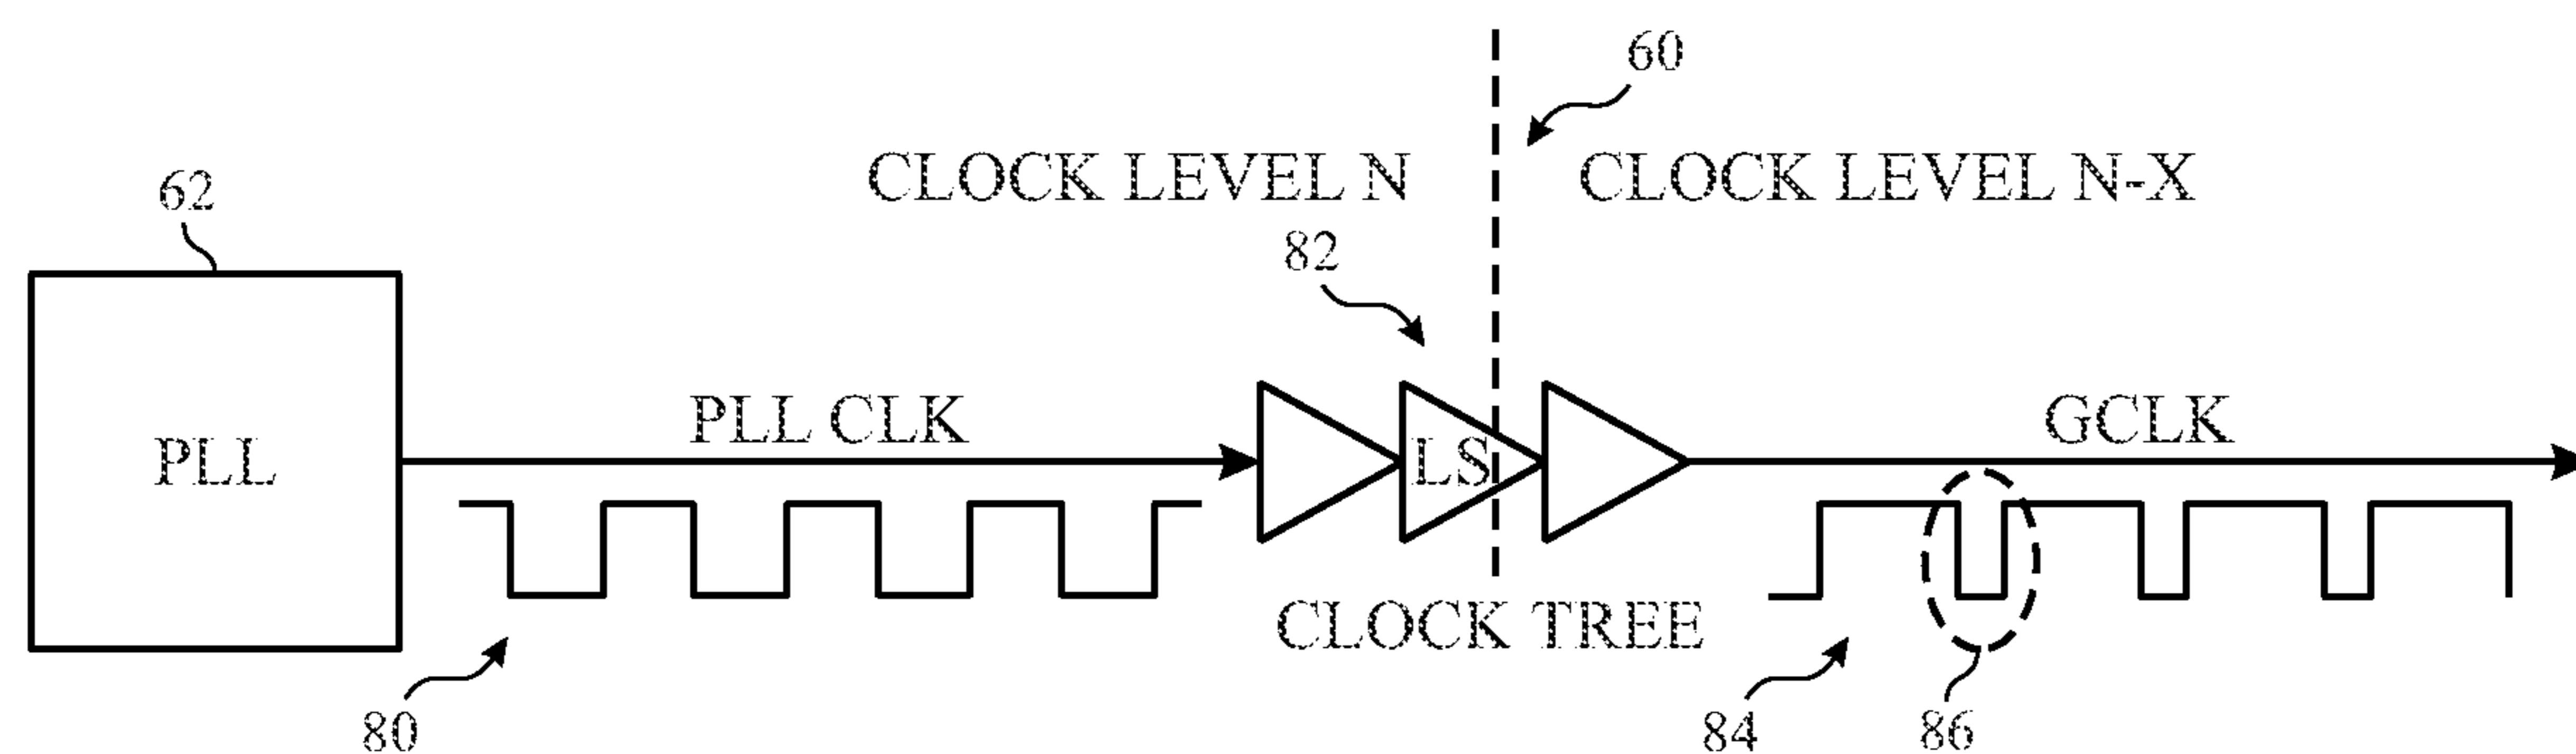 60
CLOCK LEVEL N
CLOCK LEVEL N-X
62
82
PLL
PLL CLK
LS
GCLK
CLOCK TREE
80
84
86